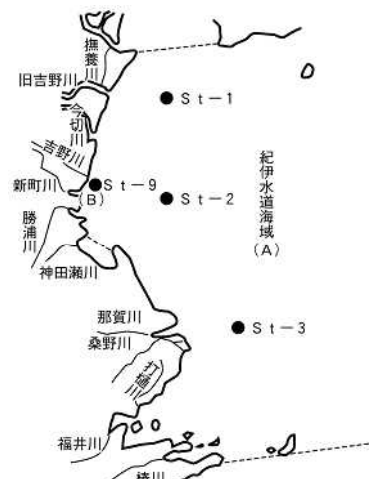 撫養川
旧吉野川
St-1
今切川
吉野川
St-9
(B)
新町川
St-2
紀伊水道海域
(A)
勝浦川
神田瀬川
那賀川
St-3
桑野川
打樋川
福井川
椿川